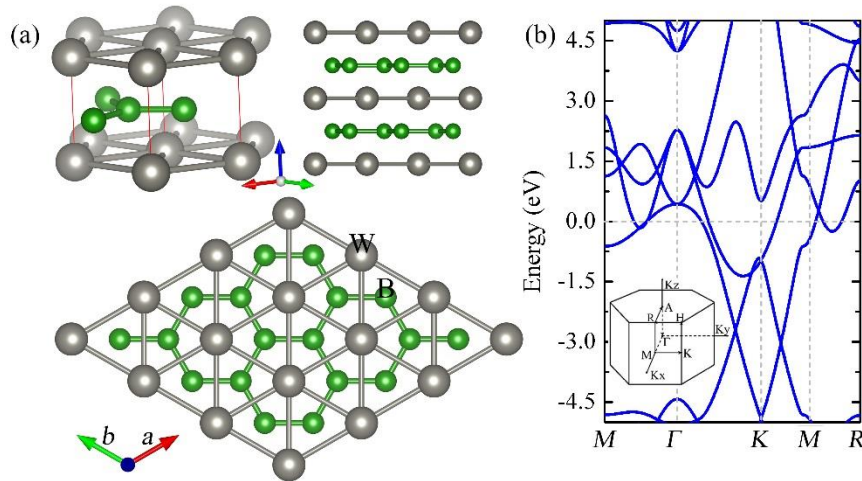 (a)
W
B
b
a
(b)
Energy (eV)
4.5
3.0
1.5
0.0
-1.5
-3.0
-4.5
Kz
A
R
H
Γ
Ky
M
K
Kx
M
Γ
K
M
R